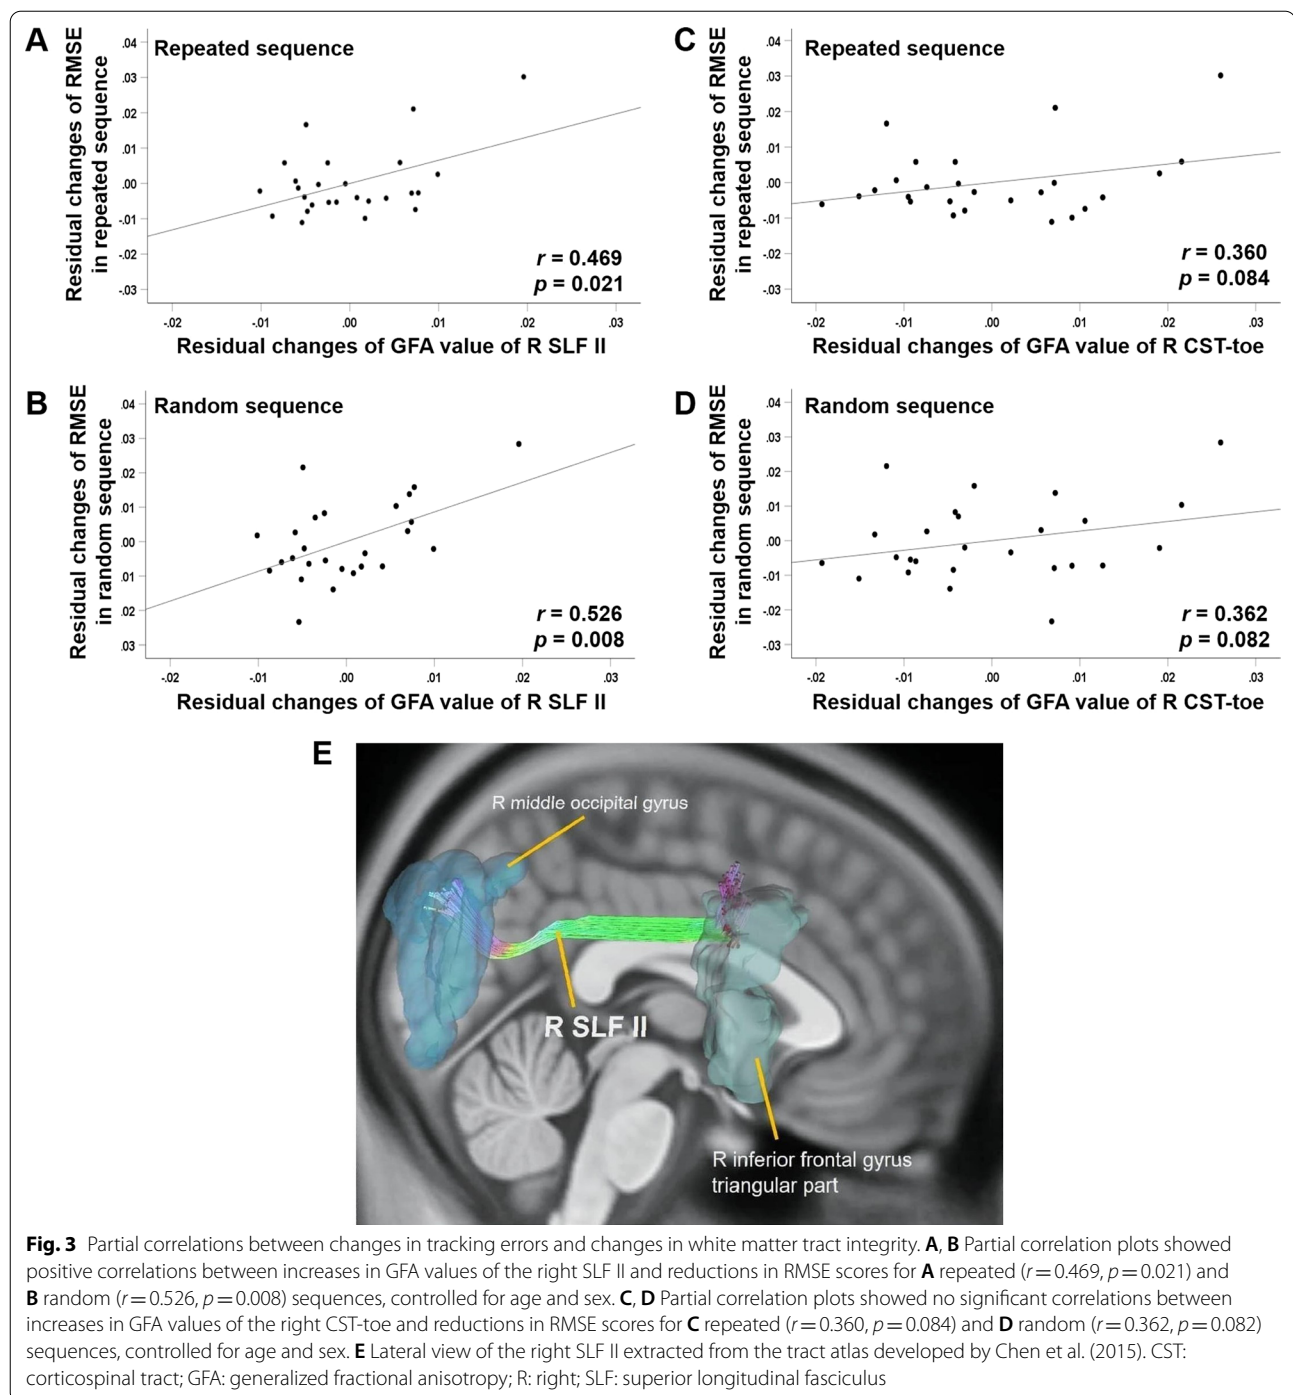 A
Repeated sequence
Residual changes of RMSE
in repeated sequence
.04
.03
.02
.01
.00
-.01
-.02
-.03
r = 0.469
p = 0.021
-.02 -.01 .00 .01 .02 .03
Residual changes of GFA value of R SLF II
C
Repeated sequence
Residual changes of RMSE
in repeated sequence
.04
.03
.02
.01
.00
-.01
-.02
-.03
r = 0.360
p = 0.084
-.02 -.01 .00 .01 .02 .03
Residual changes of GFA value of R CST-toe
B
Random sequence
Residual changes of RMSE
in random sequence
.04
.03
.02
.01
.00
.01
.02
.03
r = 0.526
p = 0.008
-.02 -.01 .00 .01 .02 .03
Residual changes of GFA value of R SLF II
D
Random sequence
Residual changes of RMSE
in random sequence
.04
.03
.02
.01
.00
-.01
-.02
-.03
r = 0.362
p = 0.082
-.02 -.01 .00 .01 .02 .03
Residual changes of GFA value of R CST-toe
E
R middle occipital gyrus
R SLF II
R inferior frontal gyrus
triangular part
Fig. 3 Partial correlations between changes in tracking errors and changes in white matter tract integrity. A, B Partial correlation plots showed
positive correlations between increases in GFA values of the right SLF II and reductions in RMSE scores for A repeated (r = 0.469, p = 0.021) and
B random (r = 0.526, p = 0.008) sequences, controlled for age and sex. C, D Partial correlation plots showed no significant correlations between
increases in GFA values of the right CST-toe and reductions in RMSE scores for C repeated (r = 0.360, p = 0.084) and D random (r = 0.362, p = 0.082)
sequences, controlled for age and sex. E Lateral view of the right SLF II extracted from the tract atlas developed by Chen et al. (2015). CST:
corticospinal tract; GFA: generalized fractional anisotropy; R: right; SLF: superior longitudinal fasciculus